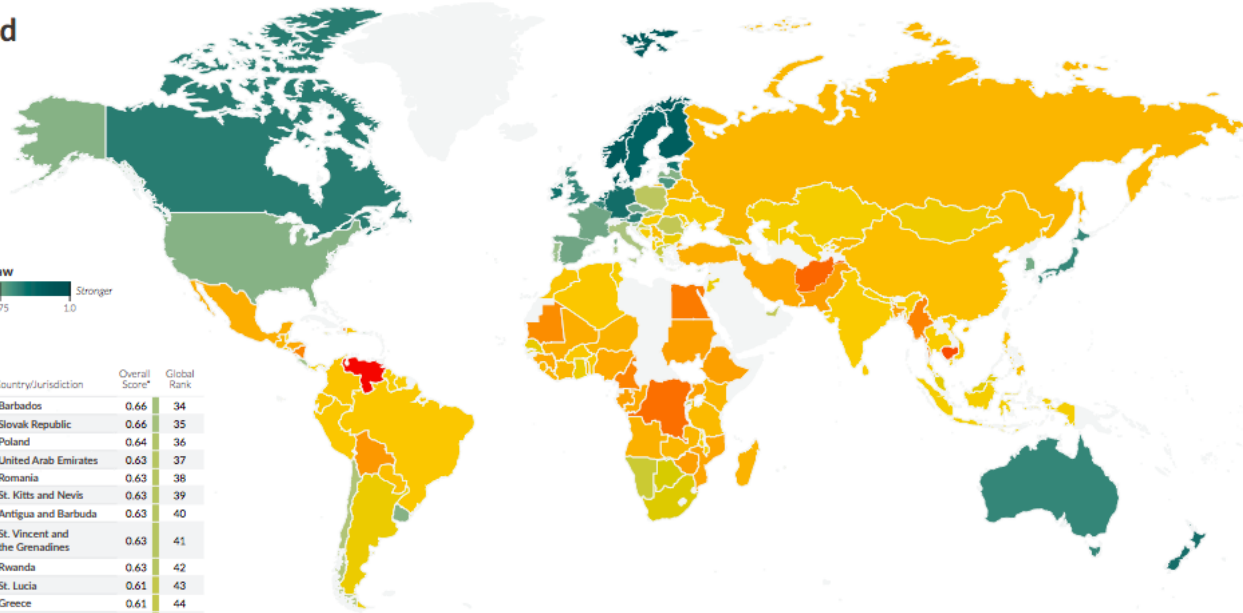 d
aw
Stronger
75 1.0
Country/Jurisdiction Overall Score* Global Rank
Barbados 0.66 34
Slovak Republic 0.66 35
Poland 0.64 36
United Arab Emirates 0.63 37
Romania 0.63 38
St. Kitts and Nevis 0.63 39
Antigua and Barbuda 0.63 40
St. Vincent and
the Grenadines 0.63 41
Rwanda 0.63 42
St. Lucia 0.61 43
Greece 0.61 44